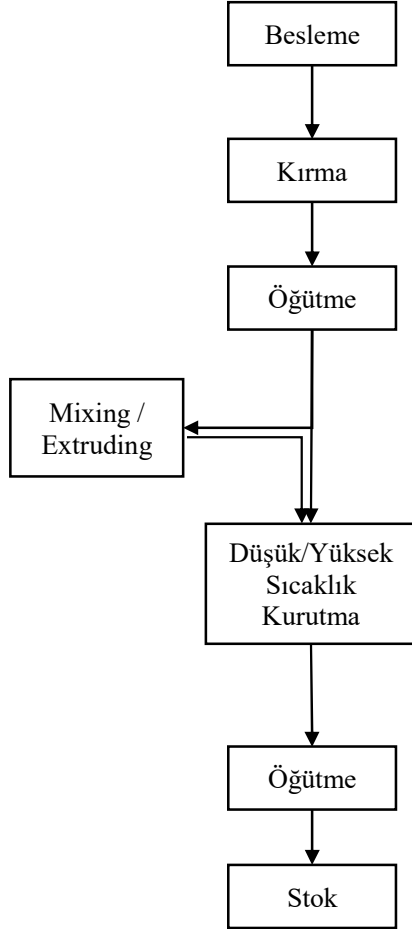 Besleme
Kırma
Öğütme
Mixing /
Extruding
Düşük/Yüksek
Sıcaklık
Kurutma
Öğütme
Stok